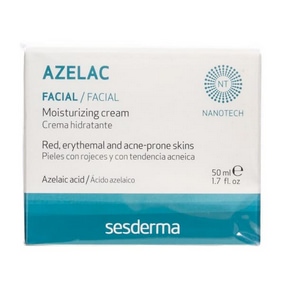 AZELAC
FACIAL / FACIAL
Moisturizing cream
Crema hidratante
NT
NANOTECH
Red, erythemal and acne-prone skins
Pieles con rojeces y con tendencia acneica
Azelaic acid / Ácido azelaico
50 ml ℮
1.7 fl. oz
sesderma